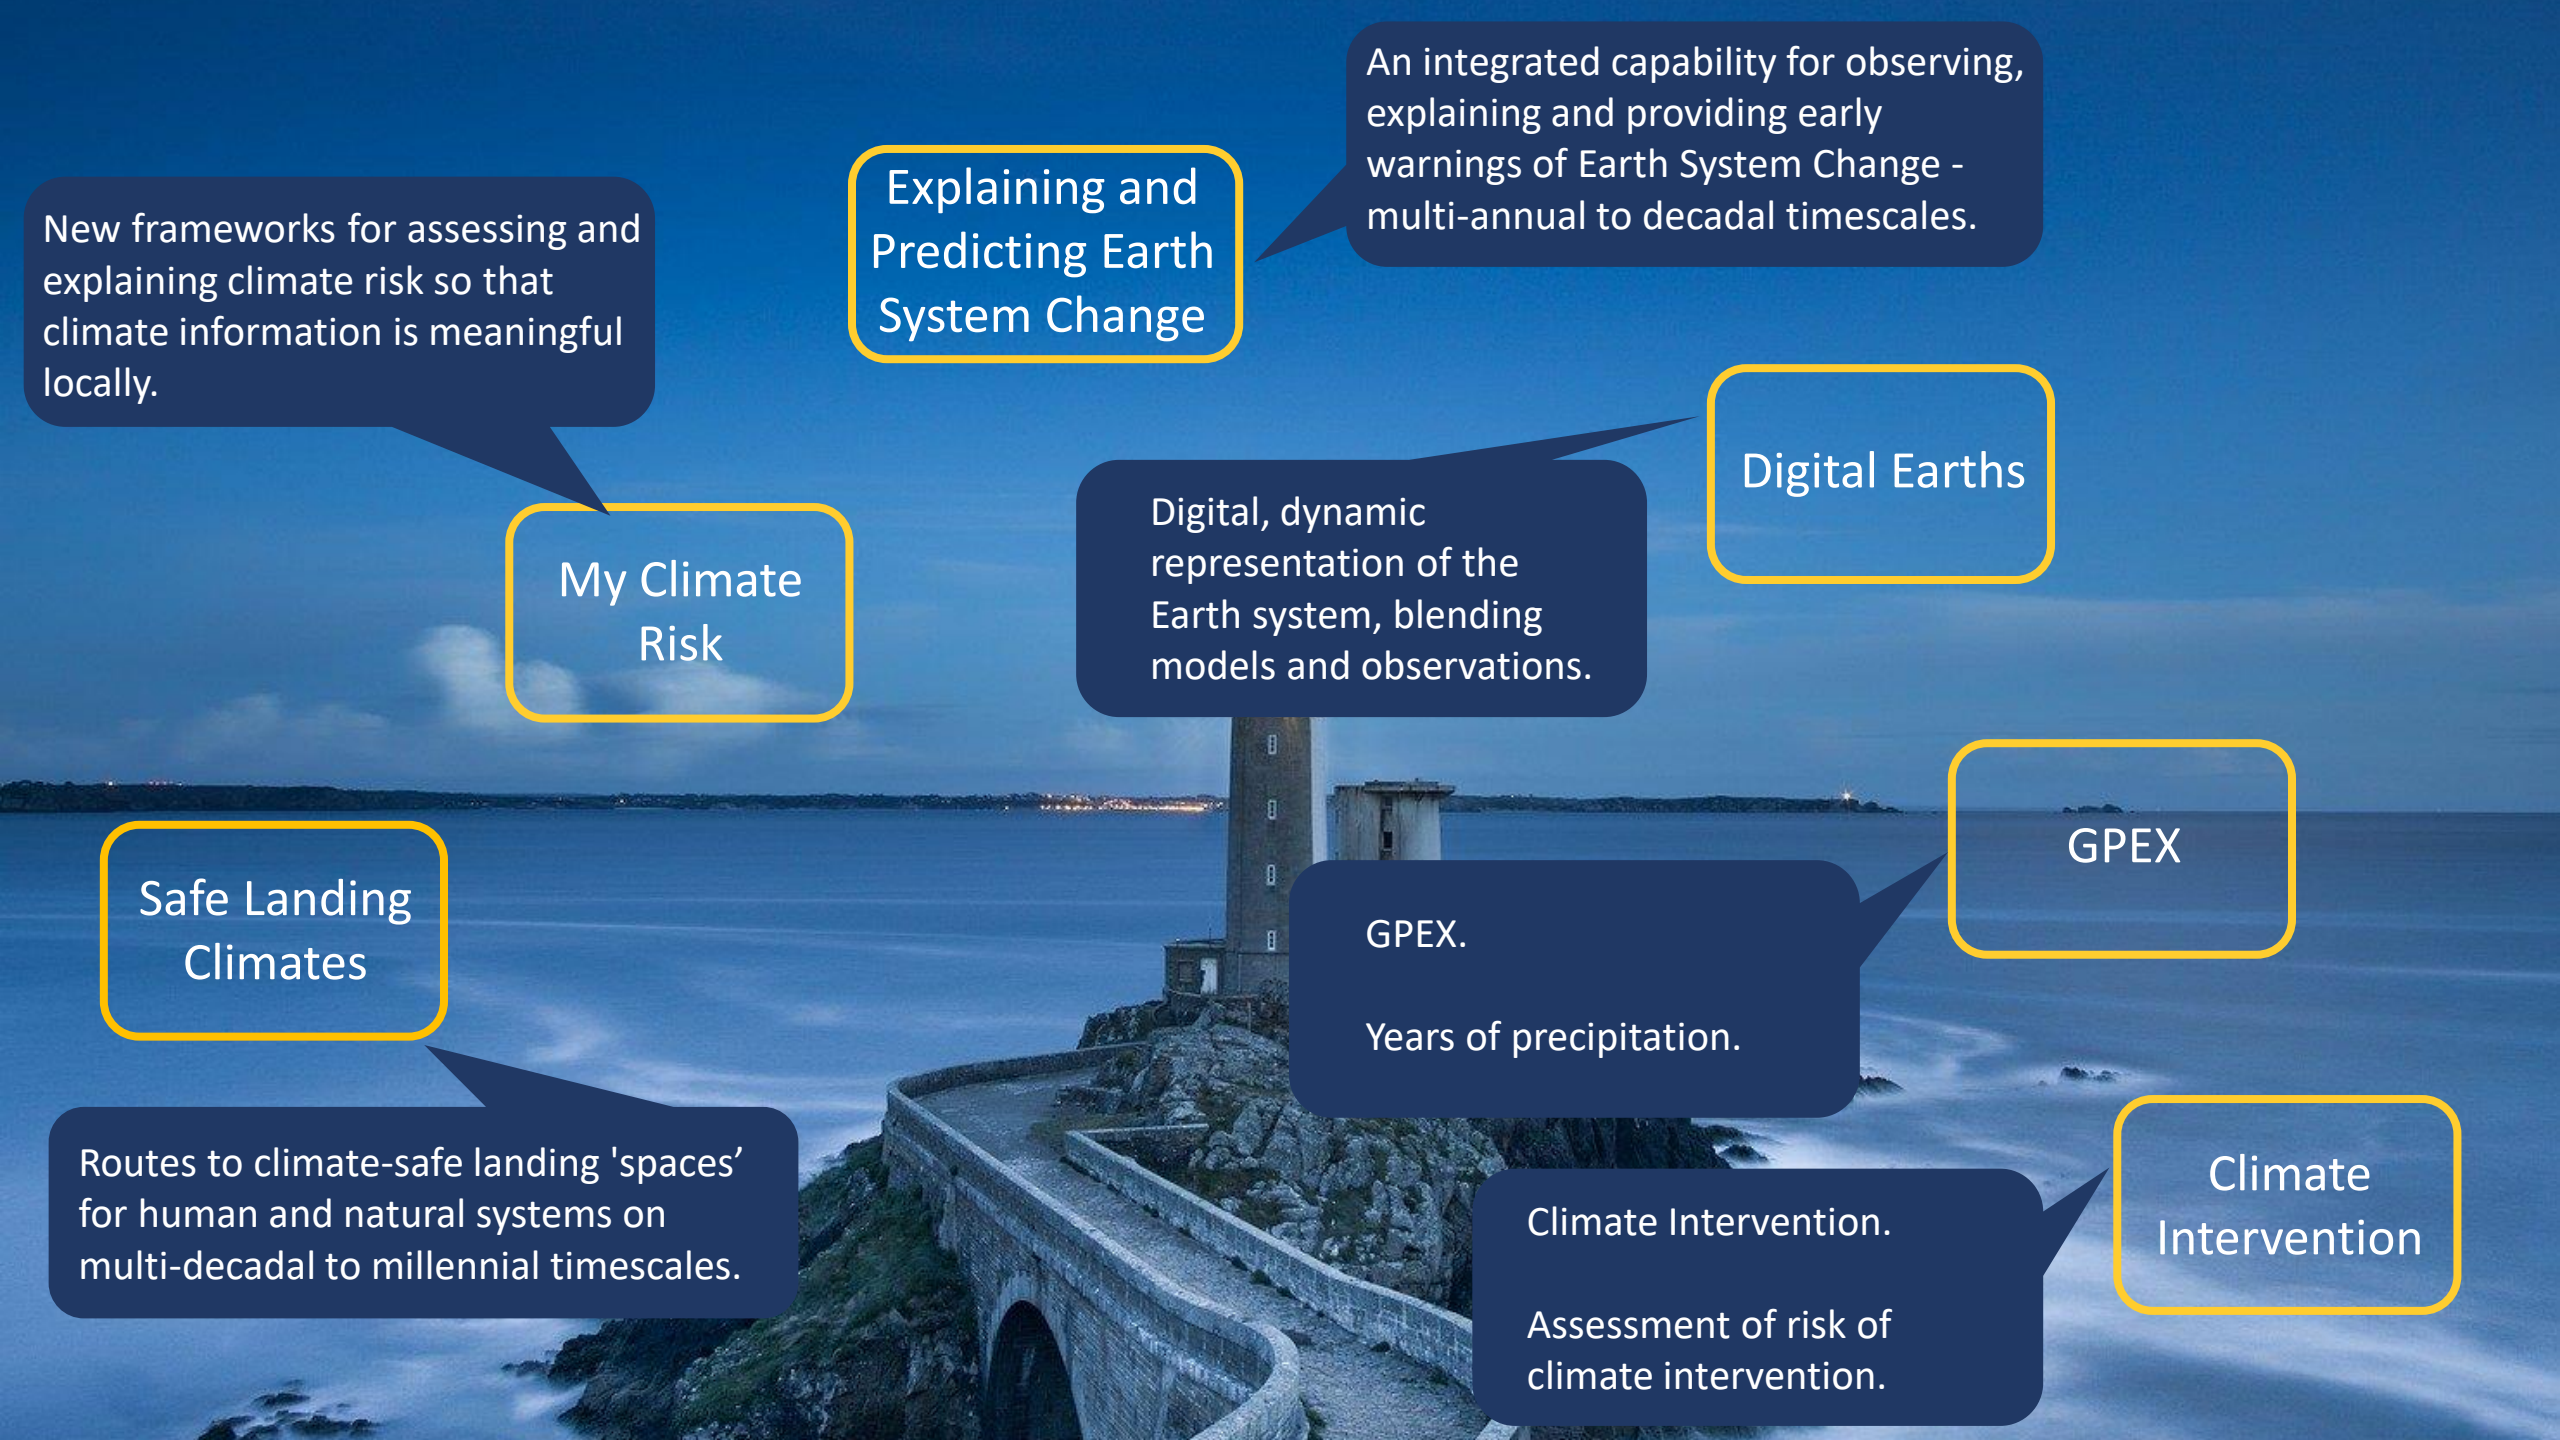 An integrated capability for observing,
explaining and providing early
warnings of Earth System Change -
multi-annual to decadal timescales.
Explaining and
Predicting Earth
System Change
New frameworks for assessing and
explaining climate risk so that
climate information is meaningful
locally.
Digital Earths
Digital, dynamic
representation of the
Earth system, blending
models and observations.
My Climate
Risk
GPEX
Safe Landing
Climates
GPEX.
Years of precipitation.
Routes to climate-safe landing 'spaces’
for human and natural systems on
multi-decadal to millennial timescales.
Climate
Intervention
Climate Intervention.
Assessment of risk of
climate intervention.